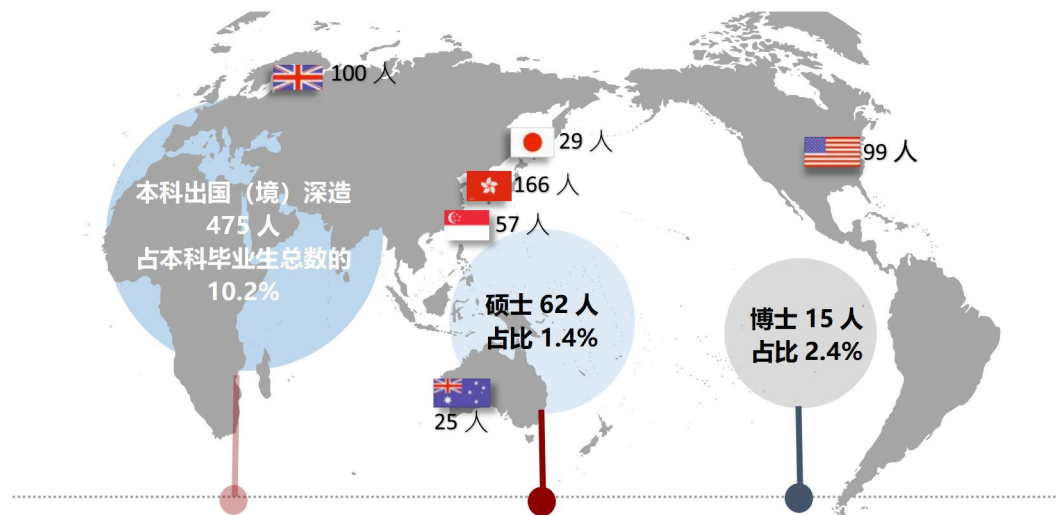 100 人
29 人
99 人
166 人
57 人
本科出国（境）深造
475 人
占本科毕业生总数的
10.2%
硕士 62 人
占比 1.4%
博士 15 人
占比 2.4%
25 人